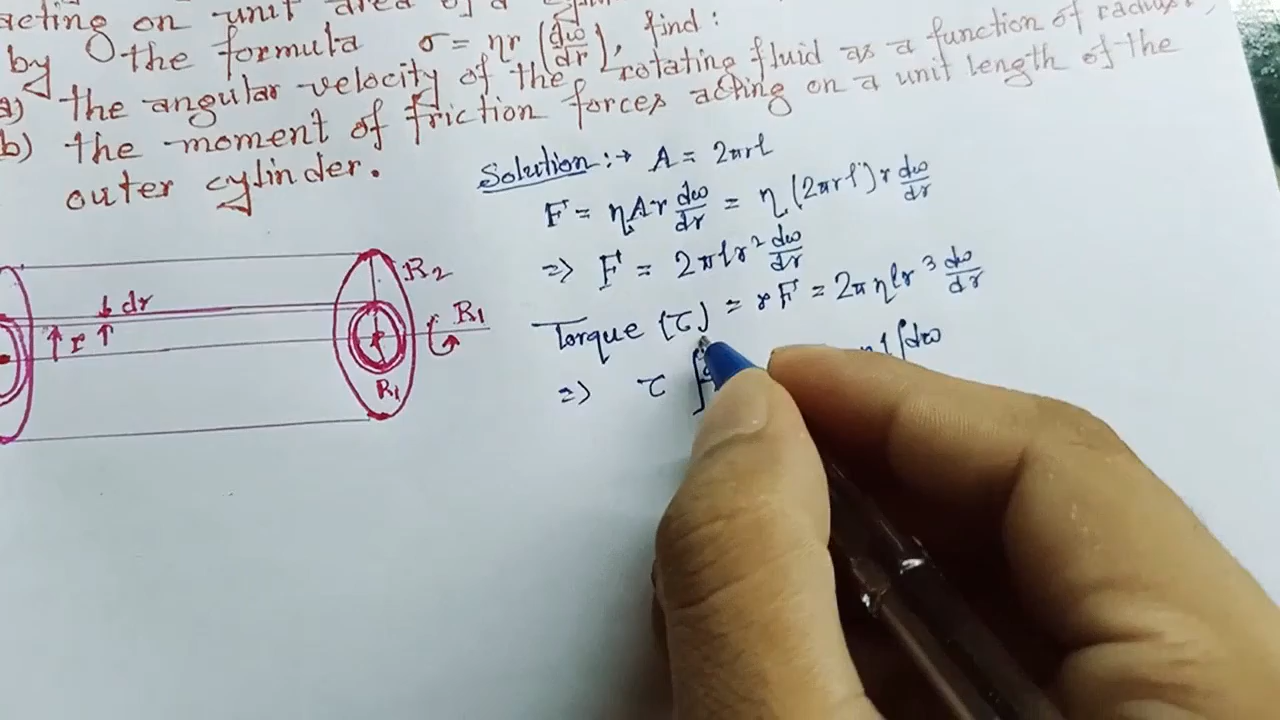 acting on unit area of a
by the formula σ = ηr (dω/dr), find:
a) the angular velocity of the rotating fluid as a function of radius,
b) the moment of friction forces acting on a unit length of the
outer cylinder.
Solution :→ A = 2πrl
F = ηAr dω/dr = η (2πrl) r dω/dr
=> F = 2πlr² dω/dr
Torque (τ) = rF = 2πηlr³ dω/dr
=> τ ∫ ∫dω
R₂
dr
r
R₁
R₁